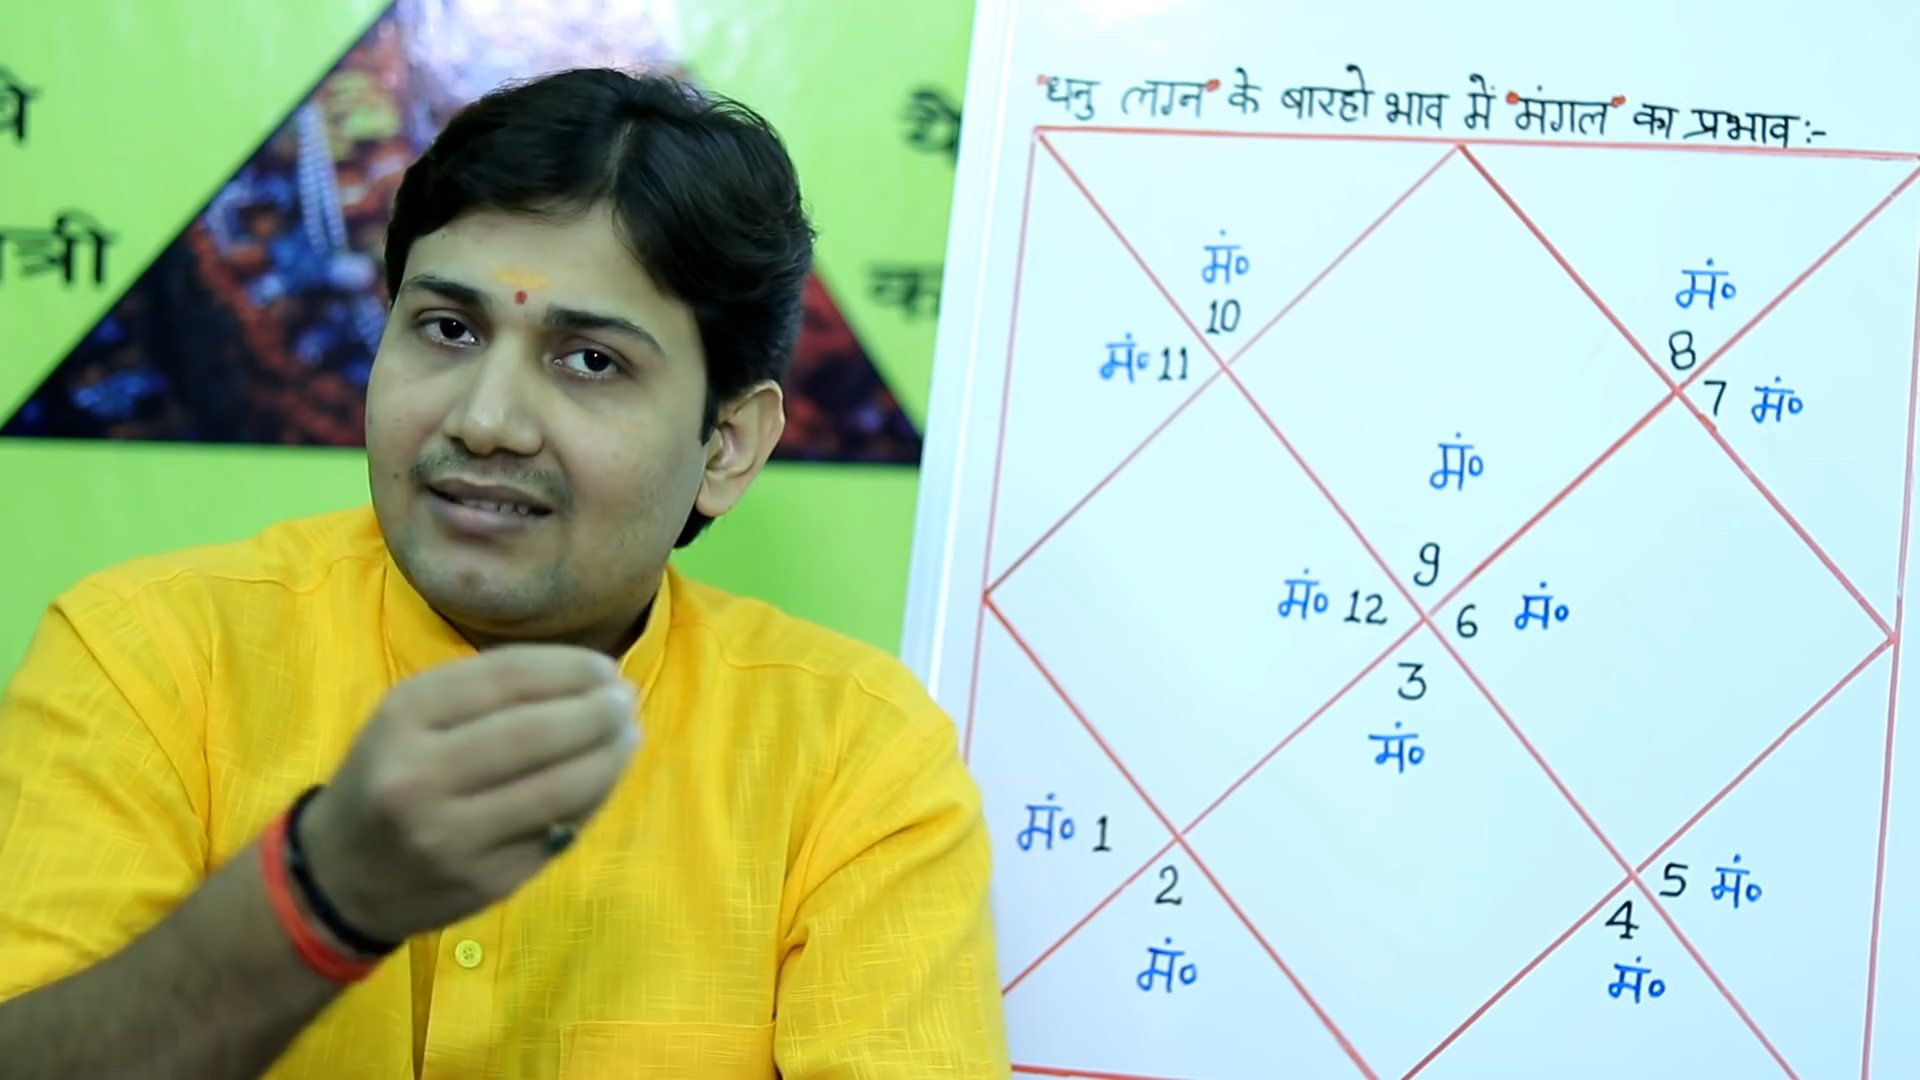 "धनु लग्न" के बारहो भाव में "मंगल" का प्रभाव :-
मं०
10
मं० 11
मं०
8
7 मं०
मं०
9
मं० 12
6 मं०
3
मं०
मं० 1
2
मं०
5 मं०
4
मं०